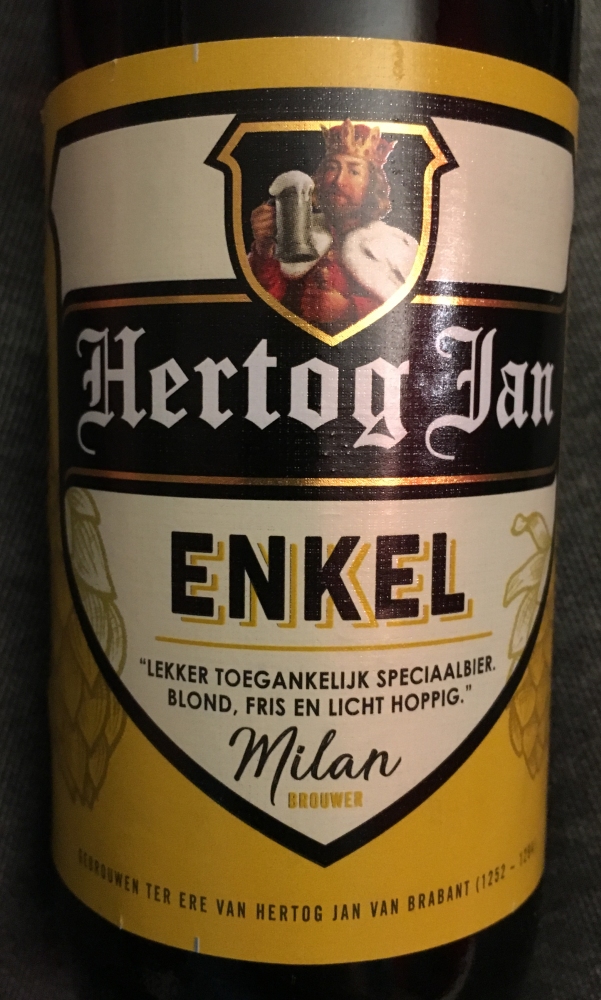 Hertog Jan
ENKEL
"LEKKER TOEGANKELIJK SPECIAALBIER.
BLOND, FRIS EN LICHT HOPPIG."
Milan
BROUWER
GEBROUWEN TER ERE VAN HERTOG JAN VAN BRABANT (1252 - 1294)